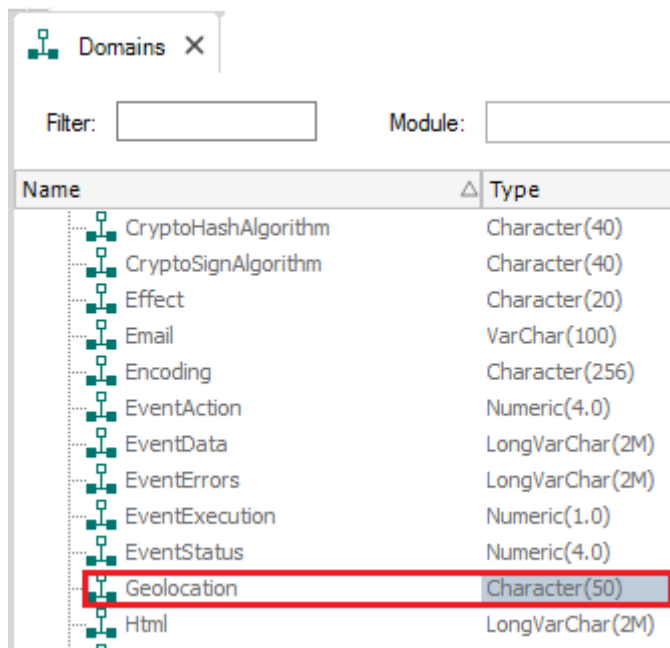 Domains
Filter: Module:
Name Type
CryptoHashAlgorithm Character(40)
CryptoSignAlgorithm Character(40)
Effect Character(20)
Email VarChar(100)
Encoding Character(256)
EventAction Numeric(4.0)
EventData LongVarChar(2M)
EventErrors LongVarChar(2M)
EventExecution Numeric(1.0)
EventStatus Numeric(4.0)
Geolocation Character(50)
Html LongVarChar(2M)